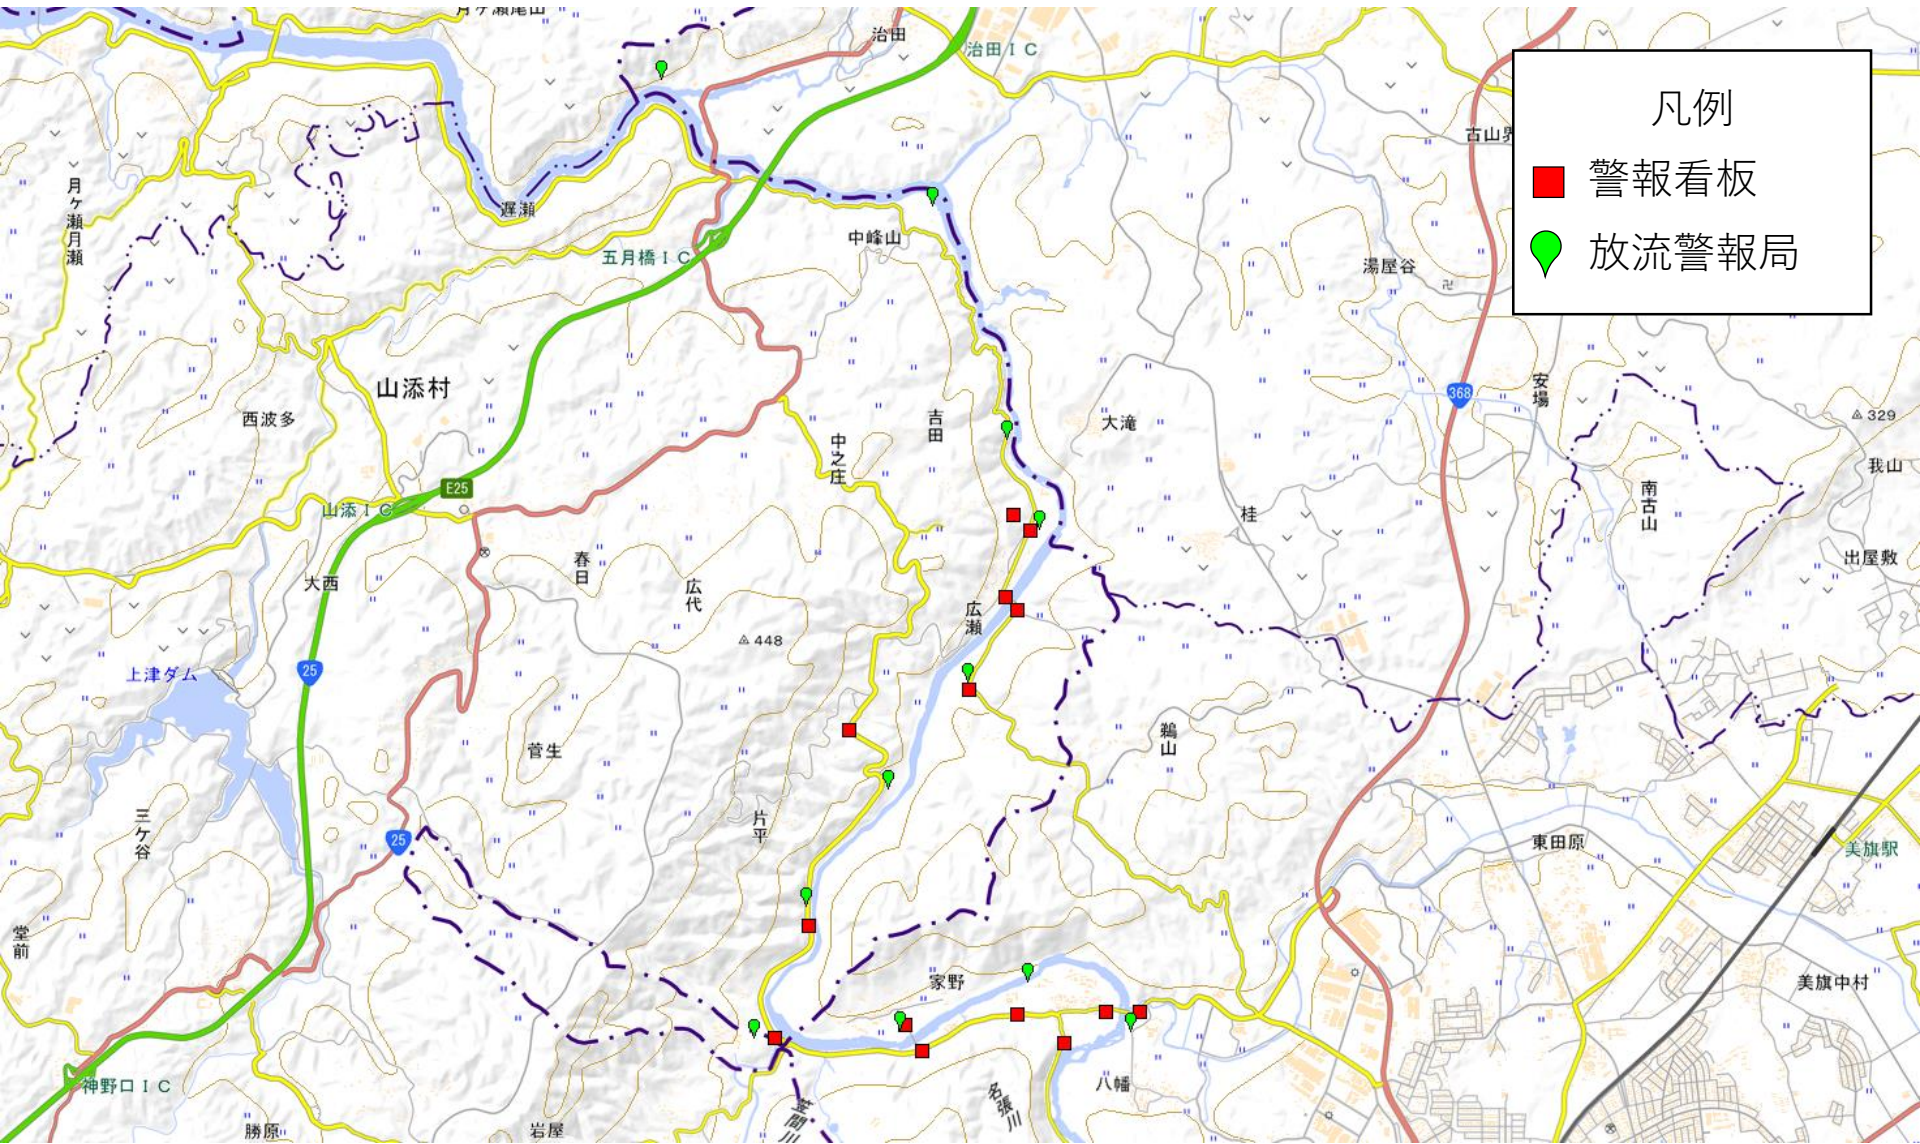 月ヶ瀬尾山
治田
治田ＩＣ
凡例
警報看板
放流警報局
古山界
月ヶ瀬月瀬
遅瀬
中峰山
五月橋ＩＣ
湯屋谷
山添村
西波多
368
安場
329
吉田
大滝
中之庄
我山
E25
山添ＩＣ
桂
南古山
出屋敷
大西
春日
広代
広瀬
448
上津ダム
25
鵜山
菅生
三ケ谷
片平
25
東田原
美旗駅
堂前
家野
美旗中村
神野口ＩＣ
八幡
名張川
笠間川
勝原
岩屋